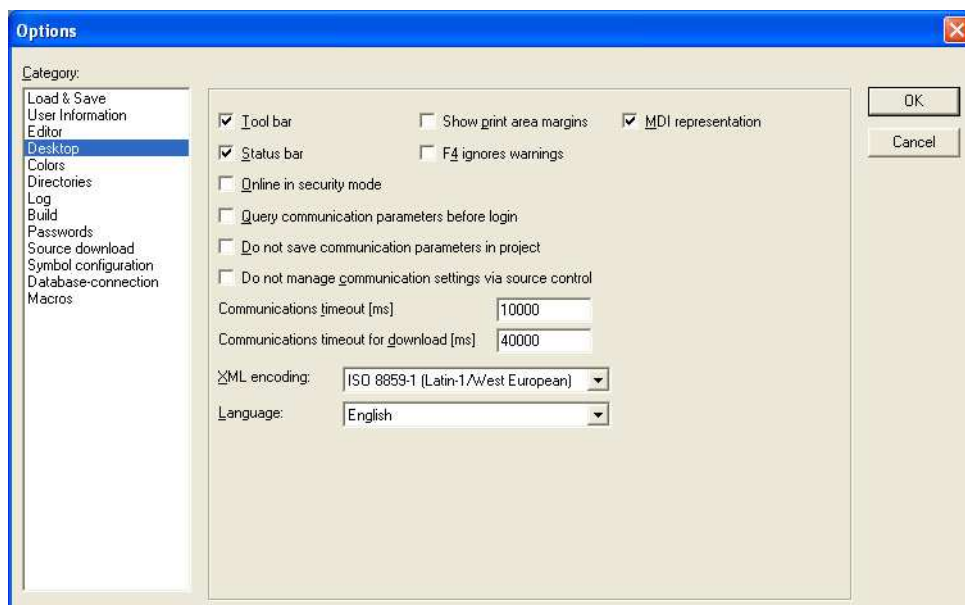 Options
Category:
Load & Save
User Information
Editor
Desktop
Colors
Directories
Log
Build
Passwords
Source download
Symbol configuration
Database-connection
Macros
Tool bar
Show print area margins
MDI representation
Status bar
F4 ignores warnings
Online in security mode
Query communication parameters before login
Do not save communication parameters in project
Do not manage communication settings via source control
Communications timeout [ms] 10000
Communications timeout for download [ms] 40000
XML encoding: ISO 8859-1 (Latin-1/West European)
Language: English
OK
Cancel